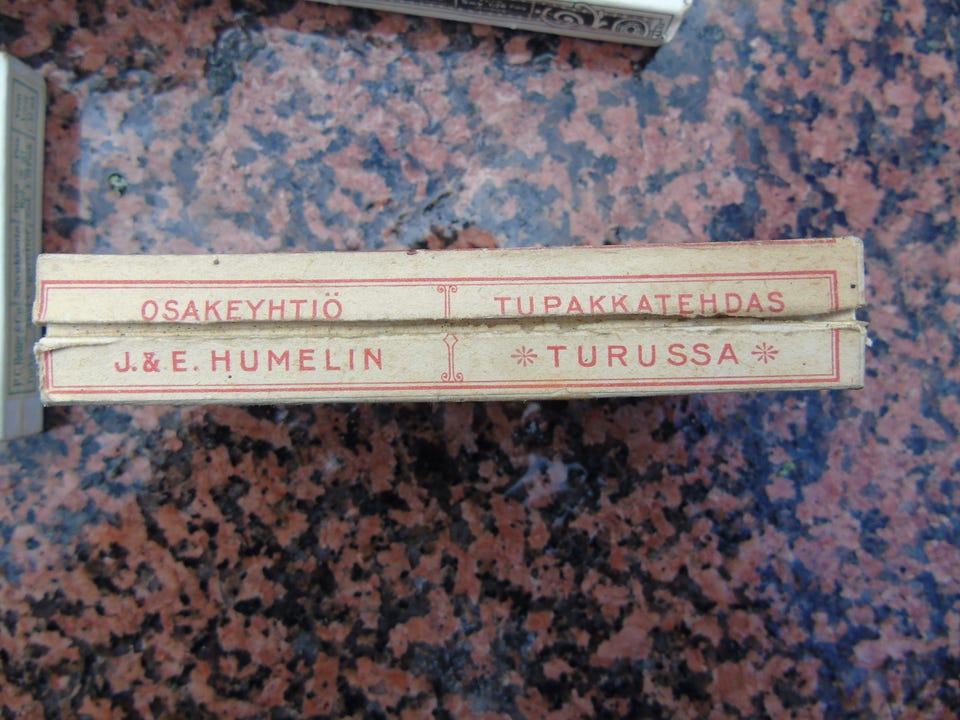 OSAKEYHTIÖ TUPAKKATEHDAS
J. & E. HUMELIN TURUSSA